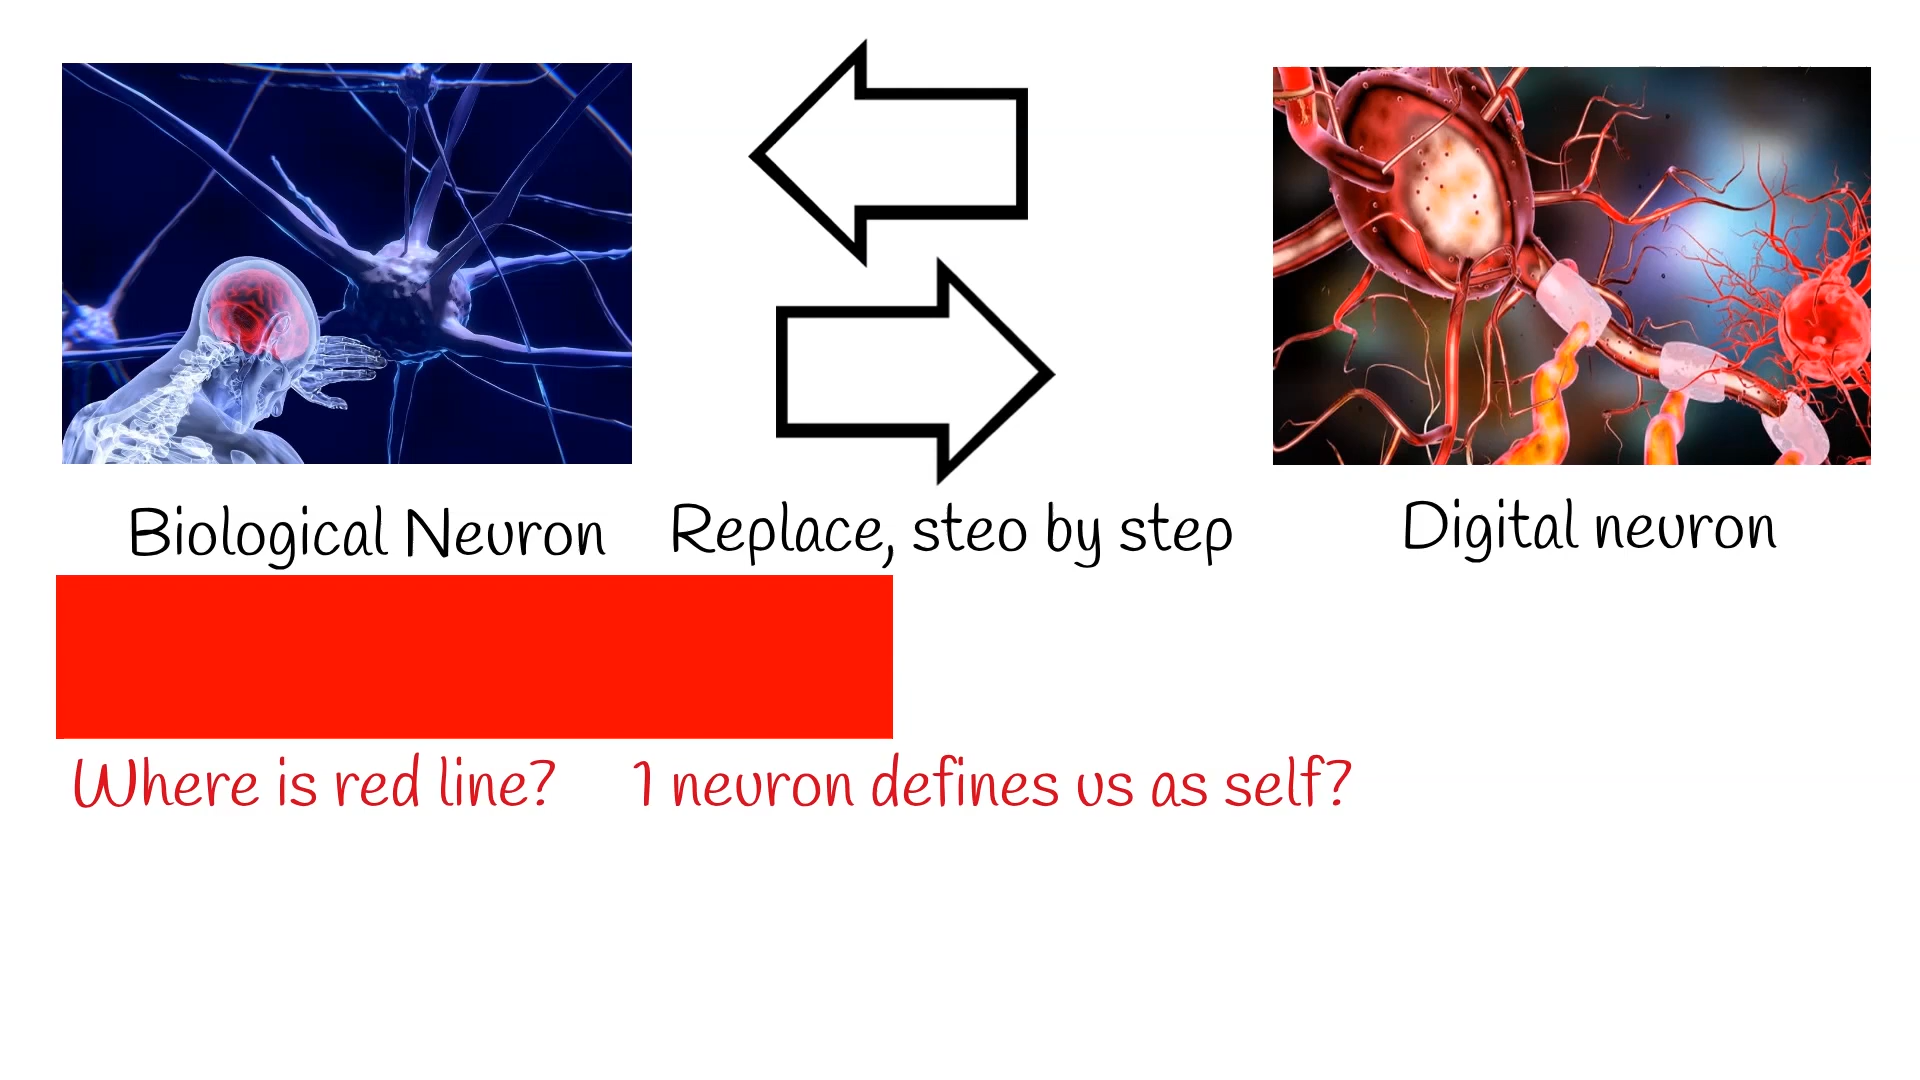 Biological Neuron
Replace, steo by step
Digital neuron
Where is red line?
1 neuron defines us as self?